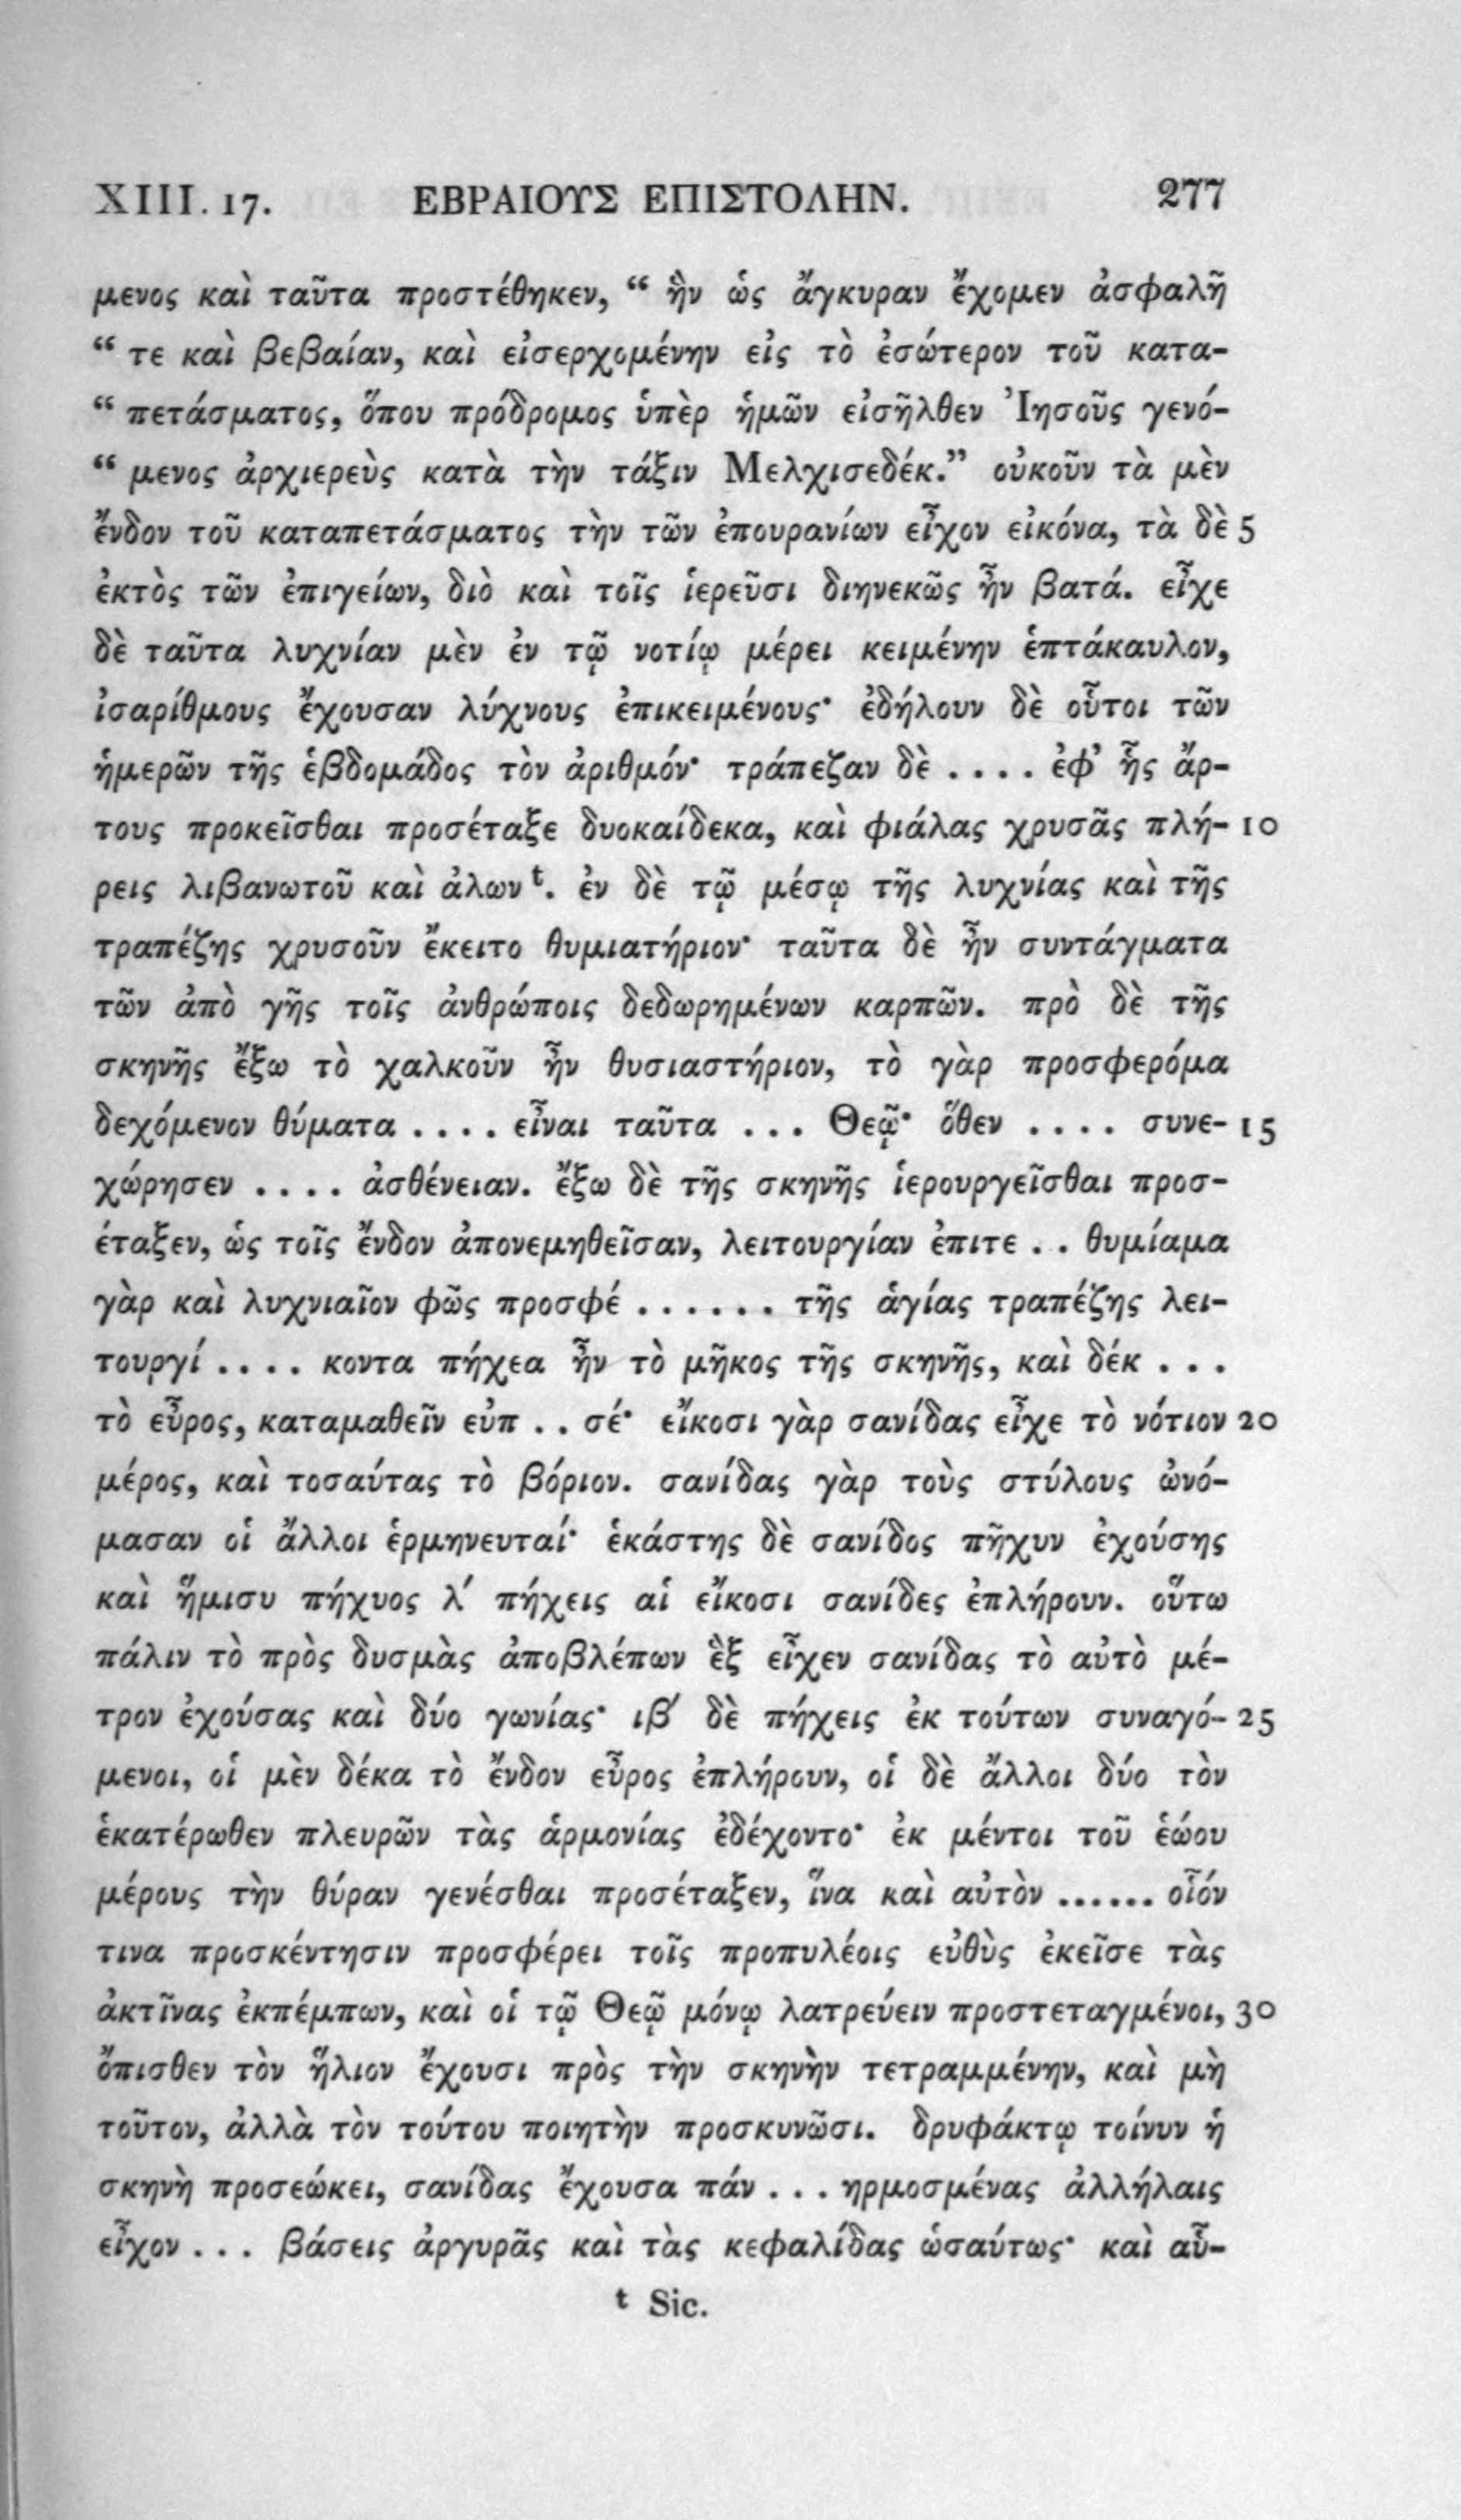 XIII. 17. ΕΒΡΑΙΟΥΣ ΕΠΙΣΤΟΛΗΝ. 277
μενος καὶ ταῦτα προστέθηκεν, “ ἣν ὡς ἄγκυραν ἔχομεν ἀσφαλῆ
“ τε καὶ βεβαίαν, καὶ εἰσερχομένην εἰς τὸ ἐσώτερον τοῦ κατα-
“ πετάσματος, ὅπου πρόδρομος ὑπὲρ ἡμῶν εἰσῆλθεν Ἰησοῦς γενό-
“ μενος ἀρχιερεὺς κατὰ τὴν τάξιν Μελχισεδέκ.” οὐκοῦν τὰ μὲν
ἔνδον τοῦ καταπετάσματος τὴν τῶν ἐπουρανίων εἶχον εἰκόνα, τὰ δὲ 5
ἐκτὸς τῶν ἐπιγείων, διὸ καὶ τοῖς ἱερεῦσι διηνεκῶς ἦν βατά. εἶχε
δὲ ταῦτα λυχνίαν μὲν ἐν τῷ νοτίῳ μέρει κειμένην ἑπτάκαυλον,
ἰσαρίθμους ἔχουσαν λύχνους ἐπικειμένους· ἐδήλουν δὲ οὗτοι τῶν
ἡμερῶν τῆς ἑβδομάδος τὸν ἀριθμόν· τράπεζαν δὲ . . . . ἐφ’ ἧς ἄρ-
τους προκεῖσθαι προσέταξε δυοκαίδεκα, καὶ φιάλας χρυσᾶς πλή- 10
ρεις λιβανωτοῦ καὶ ἁλων t. ἐν δὲ τῷ μέσῳ τῆς λυχνίας καὶ τῆς
τραπέζης χρυσοῦν ἔκειτο θυμιατήριον· ταῦτα δὲ ἦν συντάγματα
τῶν ἀπὸ γῆς τοῖς ἀνθρώποις δεδωρημένων καρπῶν. πρὸ δὲ τῆς
σκηνῆς ἔξω τὸ χαλκοῦν ἦν θυσιαστήριον, τὸ γὰρ προσφερόμα
δεχόμενον θύματα . . . . εἶναι ταῦτα . . . Θεῷ· ὅθεν . . . . συνε- 15
χώρησεν . . . . ἀσθένειαν. ἔξω δὲ τῆς σκηνῆς ἱερουργεῖσθαι προσ-
έταξεν, ὡς τοῖς ἔνδον ἀπονεμηθεῖσαν, λειτουργίαν ἐπιτε . . θυμίαμα
γὰρ καὶ λυχνιαῖον φῶς προσφέ . . . . . . τῆς ἁγίας τραπέζης λει-
τουργί . . . . κοντα πήχεα ἦν τὸ μῆκος τῆς σκηνῆς, καὶ δέκ . . .
τὸ εὖρος, καταμαθεῖν εὐπ . . σέ· εἴκοσι γὰρ σανίδας εἶχε τὸ νότιον 20
μέρος, καὶ τοσαύτας τὸ βόριον. σανίδας γὰρ τοὺς στύλους ὠνό-
μασαν οἱ ἄλλοι ἑρμηνευταί· ἑκάστης δὲ σανίδος πῆχυν ἐχούσης
καὶ ἥμισυ πήχυος λ′ πήχεις αἱ εἴκοσι σανίδες ἐπλήρουν. οὕτω
πάλιν τὸ πρὸς δυσμὰς ἀποβλέπων ἓξ εἶχεν σανίδας τὸ αὐτὸ μέ-
τρον ἐχούσας καὶ δύο γωνίας· ιβ′ δὲ πήχεις ἐκ τούτων συναγό- 25
μενοι, οἱ μὲν δέκα τὸ ἔνδον εὖρος ἐπλήρουν, οἱ δὲ ἄλλοι δύο τὸν
ἑκατέρωθεν πλευρῶν τὰς ἁρμονίας ἐδέχοντο· ἐκ μέντοι τοῦ ἑώου
μέρους τὴν θύραν γενέσθαι προσέταξεν, ἵνα καὶ αὐτὸν ...... οἷόν
τινα προσκέντησιν προσφέρει τοῖς προπυλέοις εὐθὺς ἐκεῖσε τὰς
ἀκτῖνας ἐκπέμπων, καὶ οἱ τῷ Θεῷ μόνῳ λατρεύειν προστεταγμένοι, 30
ὄπισθεν τὸν ἥλιον ἔχουσι πρὸς τὴν σκηνὴν τετραμμένην, καὶ μὴ
τοῦτον, ἀλλὰ τὸν τούτου ποιητὴν προσκυνῶσι. δρυφάκτῳ τοίνυν ἡ
σκηνὴ προσεώκει, σανίδας ἔχουσα πάν . . . ηρμοσμένας ἀλλήλαις
εἶχον . . . βάσεις ἀργυρᾶς καὶ τὰς κεφαλίδας ὡσαύτως· καὶ αὖ-
t Sic.